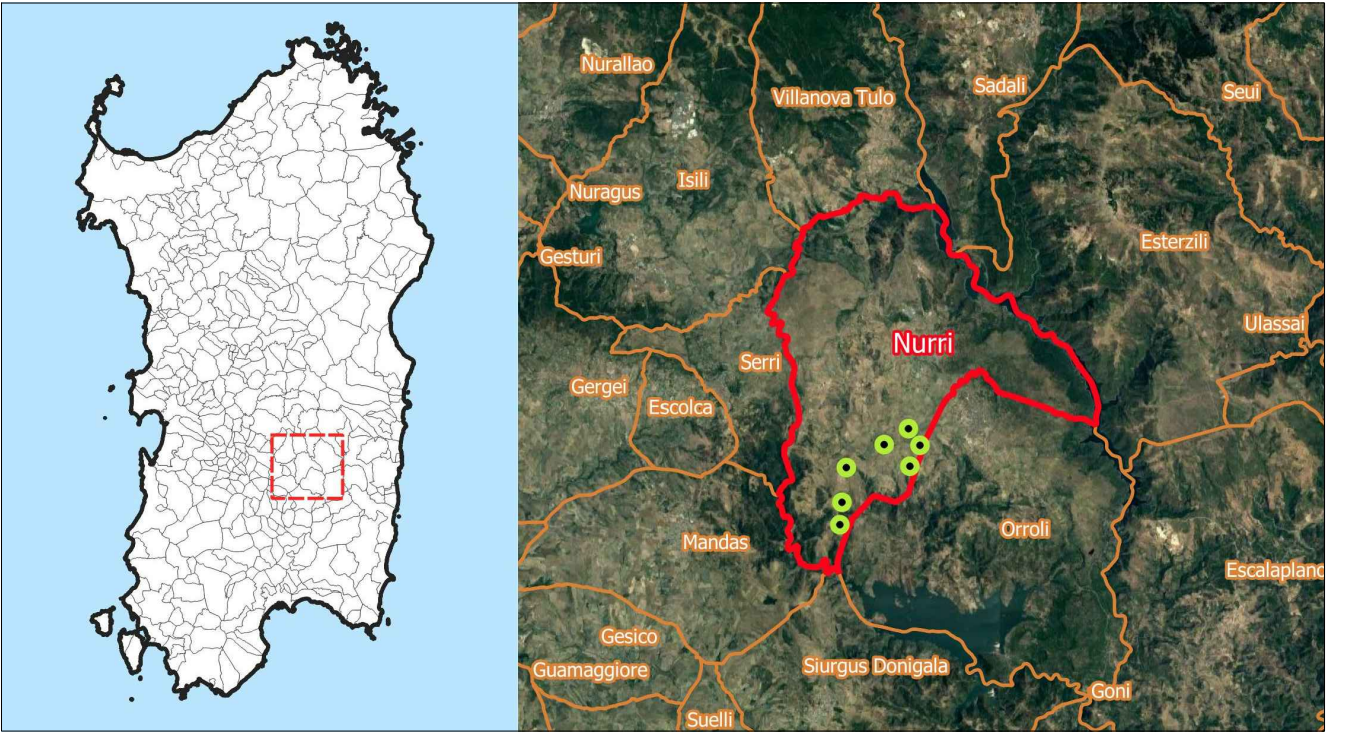 Nurallao
Villanova Tulo
Sadali
Seui
Isili
Nuragus
Gesturi
Esterzili
Ulassai
Nurri
Serri
Gergei
Escolca
Mandas
Orroli
Escalaplano
Gesico
Guamaggiore
Siurgus Donigala
Goni
Suelli